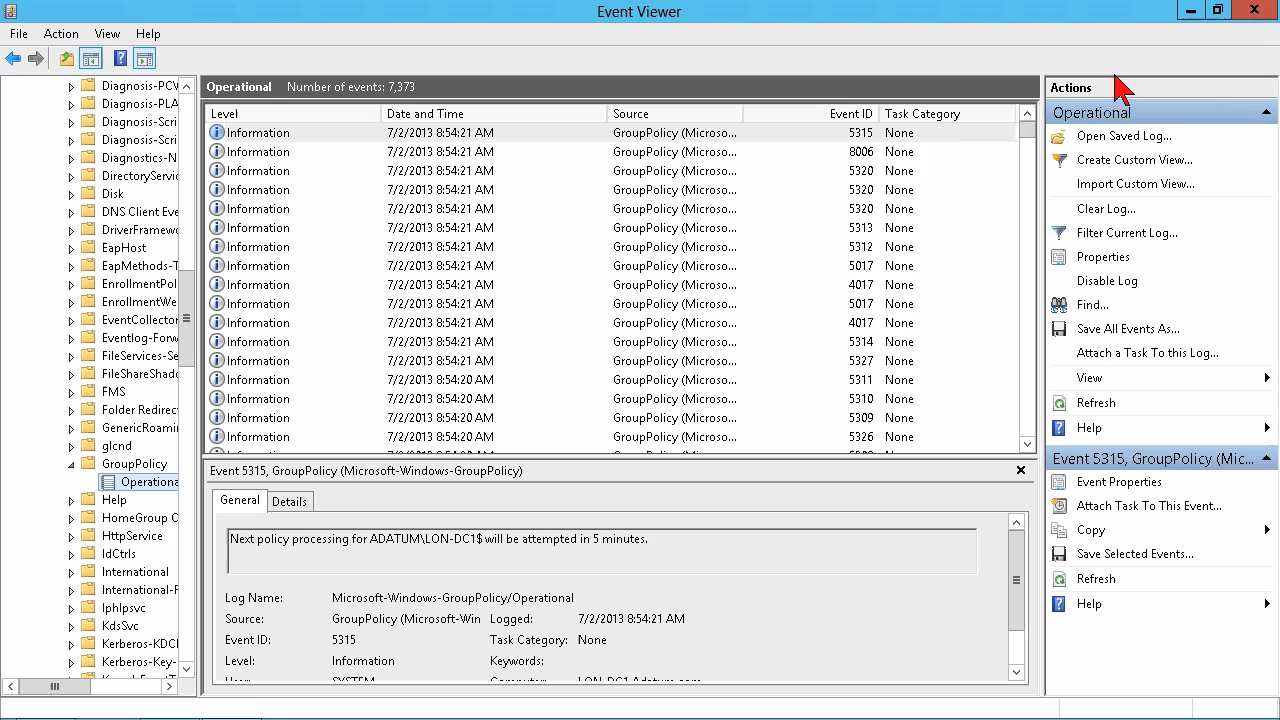 Event Viewer
File Action View Help
Diagnosis-PCV
Diagnosis-PLA
Diagnosis-Scri
Diagnosis-Scri
Diagnostics-N
DirectoryServic
Disk
DNS Client Eve
DriverFramewo
EapHost
EapMethods-T
EnrollmentPol
EnrollmentWe
EventCollector
Eventlog-Forw
FileServices-Se
FileShareShado
FMS
Folder Redirec
GenericRoami
glcnd
GroupPolicy
Operationa
Help
HomeGroup C
HttpService
IdCtrls
International
International-R
Iphlpsvc
KdsSvc
Kerberos-KDC
Kerberos-Key-
Operational Number of events: 7,373
Level Date and Time Source Event ID Task Category
Information 7/2/2013 8:54:21 AM GroupPolicy (Microso... 5315 None
Information 7/2/2013 8:54:21 AM GroupPolicy (Microso... 8006 None
Information 7/2/2013 8:54:21 AM GroupPolicy (Microso... 5320 None
Information 7/2/2013 8:54:21 AM GroupPolicy (Microso... 5320 None
Information 7/2/2013 8:54:21 AM GroupPolicy (Microso... 5320 None
Information 7/2/2013 8:54:21 AM GroupPolicy (Microso... 5313 None
Information 7/2/2013 8:54:21 AM GroupPolicy (Microso... 5312 None
Information 7/2/2013 8:54:21 AM GroupPolicy (Microso... 5017 None
Information 7/2/2013 8:54:21 AM GroupPolicy (Microso... 4017 None
Information 7/2/2013 8:54:21 AM GroupPolicy (Microso... 5017 None
Information 7/2/2013 8:54:21 AM GroupPolicy (Microso... 4017 None
Information 7/2/2013 8:54:21 AM GroupPolicy (Microso... 5314 None
Information 7/2/2013 8:54:21 AM GroupPolicy (Microso... 5327 None
Information 7/2/2013 8:54:20 AM GroupPolicy (Microso... 5311 None
Information 7/2/2013 8:54:20 AM GroupPolicy (Microso... 5310 None
Information 7/2/2013 8:54:20 AM GroupPolicy (Microso... 5309 None
Information 7/2/2013 8:54:20 AM GroupPolicy (Microso... 5326 None
Event 5315, GroupPolicy (Microsoft-Windows-GroupPolicy)
General Details
Next policy processing for ADATUM\LON-DC1$ will be attempted in 5 minutes.
Log Name: Microsoft-Windows-GroupPolicy/Operational
Source: GroupPolicy (Microsoft-Win Logged: 7/2/2013 8:54:21 AM
Event ID: 5315 Task Category: None
Level: Information Keywords:
User: SYSTEM Computer: LON-DC1.Adatum.com
Actions
Operational
Open Saved Log...
Create Custom View...
Import Custom View...
Clear Log...
Filter Current Log...
Properties
Disable Log
Find...
Save All Events As...
Attach a Task To this Log...
View
Refresh
Help
Event 5315, GroupPolicy (Mic...
Event Properties
Attach Task To This Event...
Copy
Save Selected Events...
Refresh
Help